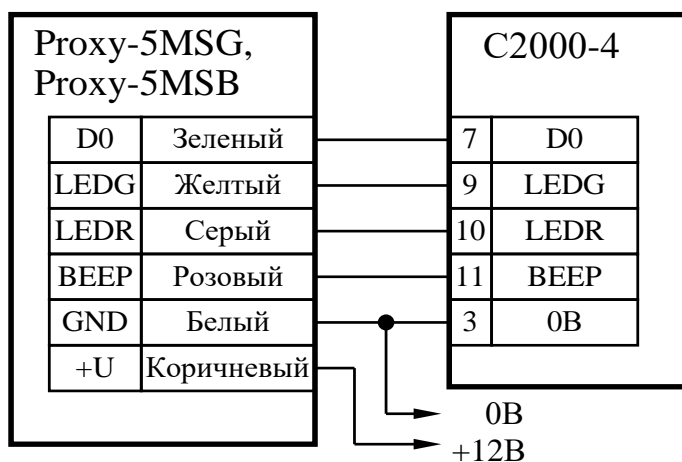 Proxy-5MSG,
Proxy-5MSB
D0 Зеленый
LEDG Желтый
LEDR Серый
BEEP Розовый
GND Белый
+U Коричневый
C2000-4
7 D0
9 LEDG
10 LEDR
11 BEEP
3 0В
0В
+12В